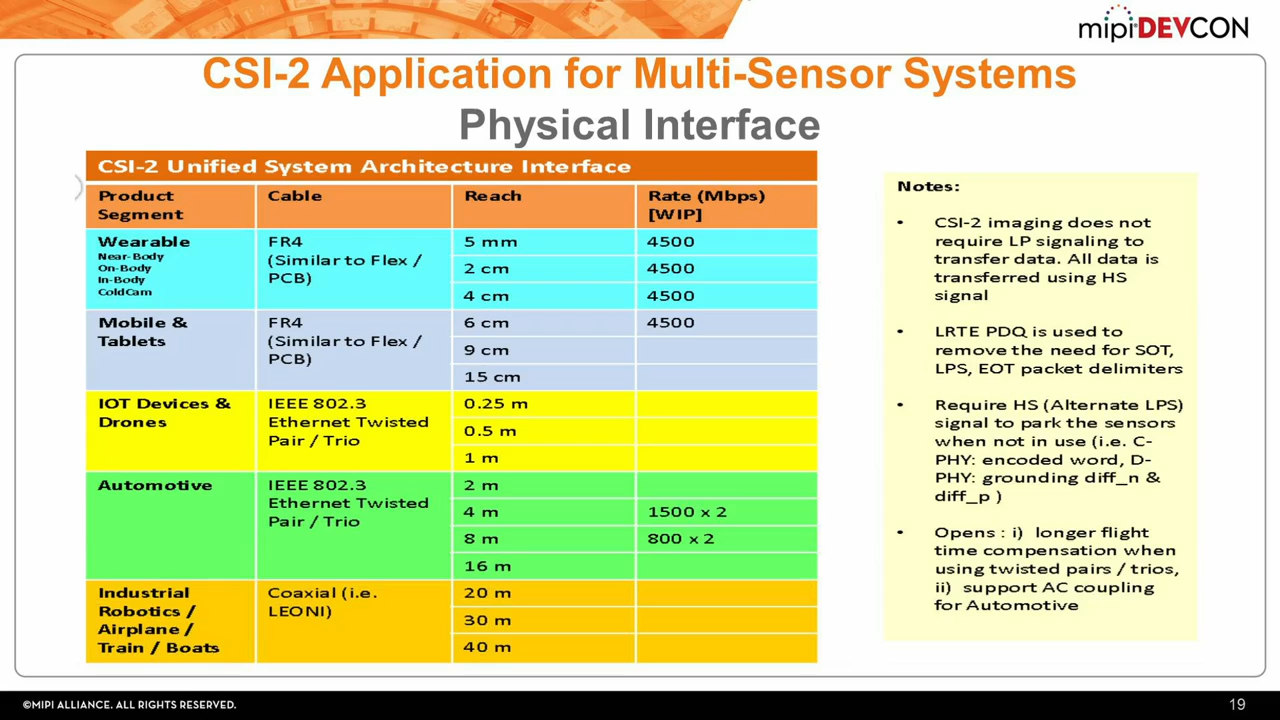 mipi DEVCON
CSI-2 Application for Multi-Sensor Systems
Physical Interface
CSI-2 Unified System Architecture Interface
Product Segment	Cable	Reach	Rate (Mbps) [WIP]
Wearable
Near-Body
On-Body
In-Body
ColdCam
FR4
(Similar to Flex /
PCB)
5 mm	4500
2 cm	4500
4 cm	4500
Mobile &
Tablets
FR4
(Similar to Flex /
PCB)
6 cm	4500
9 cm
15 cm
IOT Devices &
Drones
IEEE 802.3
Ethernet Twisted
Pair / Trio
0.25 m
0.5 m
1 m
Automotive
IEEE 802.3
Ethernet Twisted
Pair / Trio
2 m
4 m	1500 x 2
8 m	800 x 2
16 m
Industrial
Robotics /
Airplane /
Train / Boats
Coaxial (i.e.
LEONI)
20 m
30 m
40 m
Notes:
• CSI-2 imaging does not
require LP signaling to
transfer data. All data is
transferred using HS
signal
• LRTE PDQ is used to
remove the need for SOT,
LPS, EOT packet delimiters
• Require HS (Alternate LPS)
signal to park the sensors
when not in use (i.e. C-
PHY: encoded word, D-
PHY: grounding diff_n &
diff_p )
• Opens : i) longer flight
time compensation when
using twisted pairs / trios,
ii) support AC coupling
for Automotive
©MIPI ALLIANCE. ALL RIGHTS RESERVED.
19